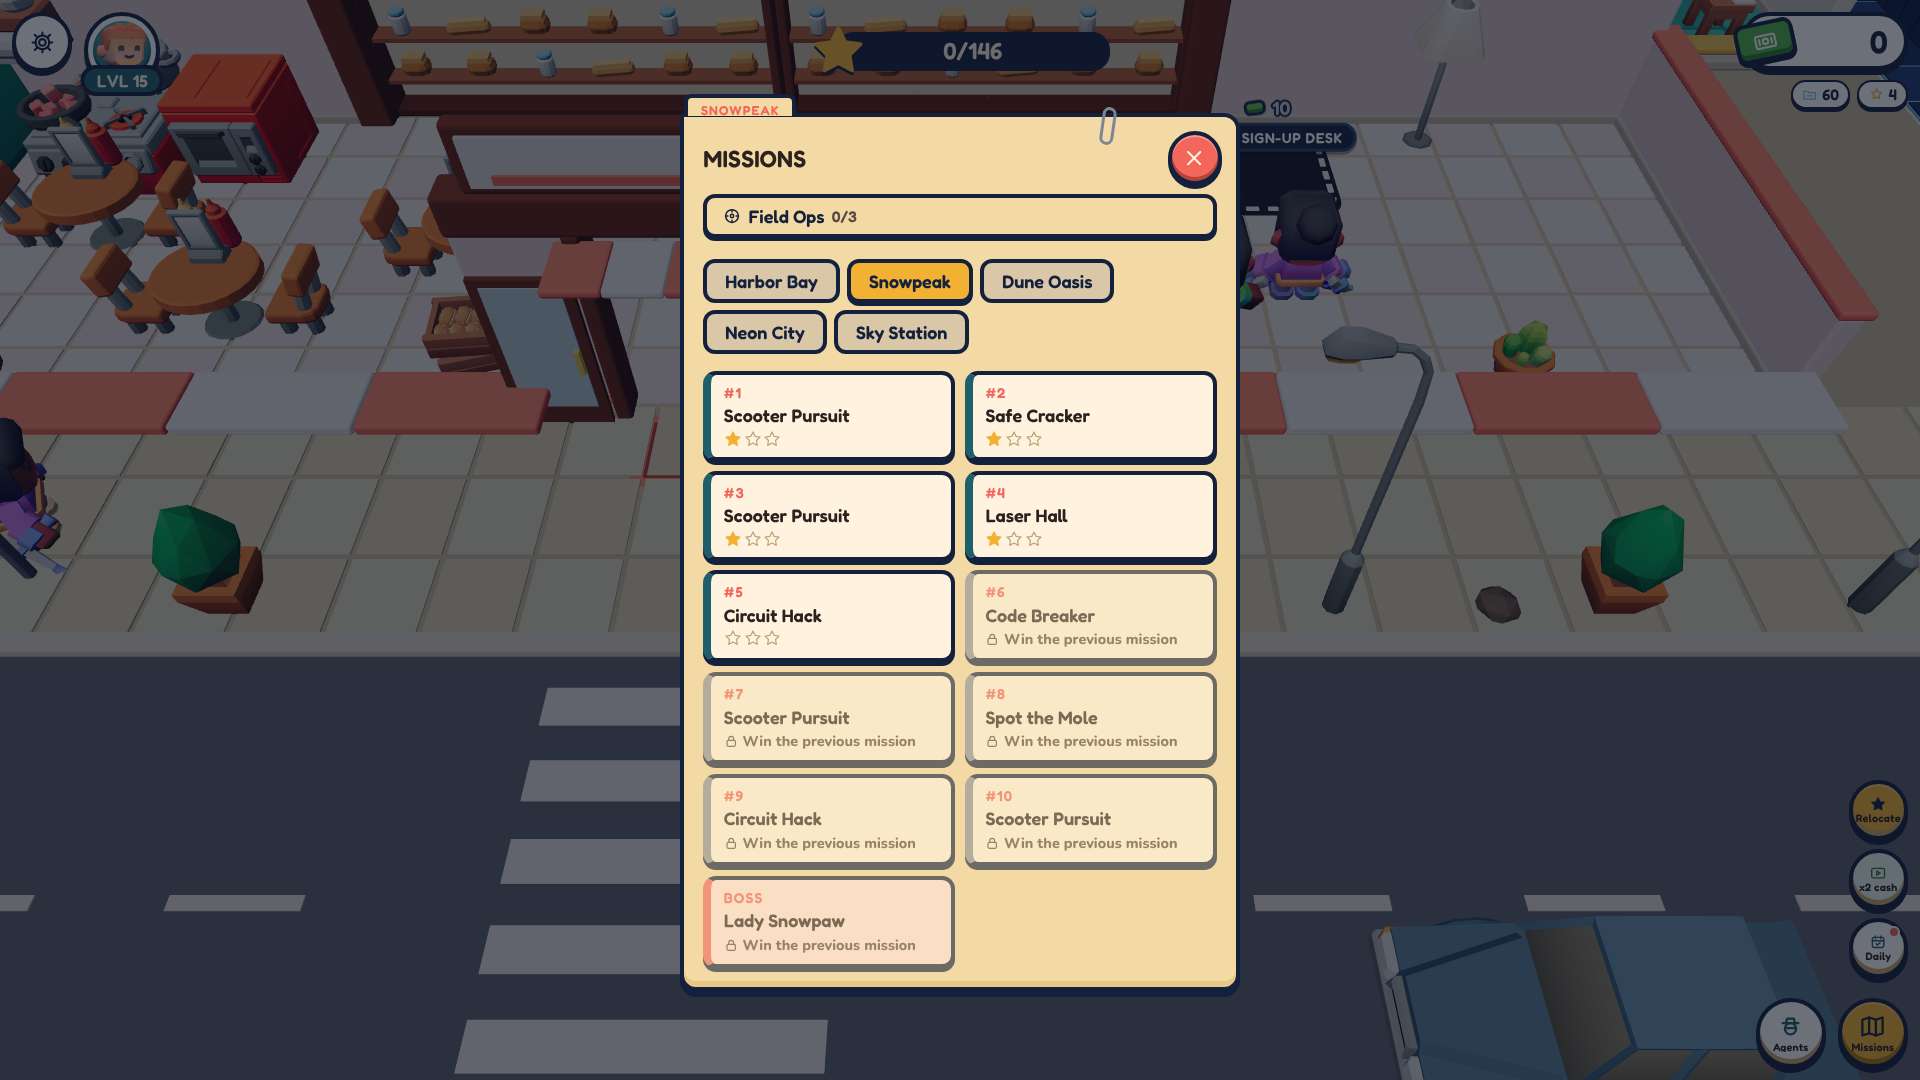 LVL 15
0/146
0
60
4
10
SIGN-UP DESK
SNOWPEAK
MISSIONS
Field Ops 0/3
Harbor Bay
Snowpeak
Dune Oasis
Neon City
Sky Station
#1
Scooter Pursuit
#2
Safe Cracker
#3
Scooter Pursuit
#4
Laser Hall
#5
Circuit Hack
#6
Code Breaker
Win the previous mission
#7
Scooter Pursuit
Win the previous mission
#8
Spot the Mole
Win the previous mission
#9
Circuit Hack
Win the previous mission
#10
Scooter Pursuit
Win the previous mission
BOSS
Lady Snowpaw
Win the previous mission
Relocate
x2 cash
Daily
Agents
Missions